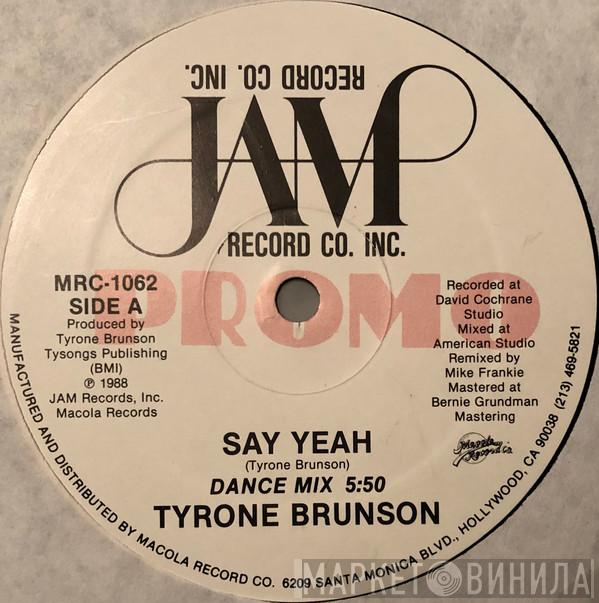 RECORD CO. INC.
JAM
RECORD CO. INC.
PROMO
MRC-1062
SIDE A
Produced by
Tyrone Brunson
Tysongs Publishing
(BMI)
℗ 1988
JAM Records, Inc.
Macola Records
Recorded at
David Cochrane
Studio
Mixed at
American Studio
Remixed by
Mike Frankie
Mastered at
Bernie Grundman
Mastering
Macola
Record Co
SAY YEAH
(Tyrone Brunson)
DANCE MIX 5:50
TYRONE BRUNSON
MANUFACTURED AND DISTRIBUTED BY MACOLA RECORD CO. 6209 SANTA MONICA BLVD., HOLLYWOOD, CA 90038 (213) 469-5821
МАРКЕТ ВИНИЛА